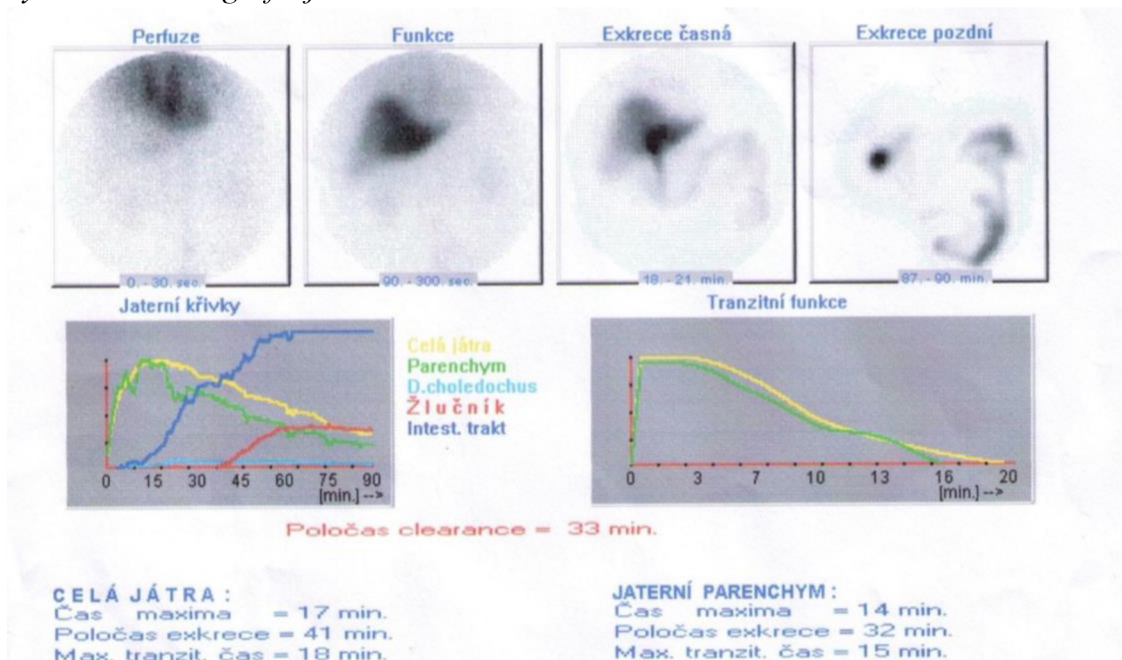 Perfuze Funkce Exkrece časná Exkrece pozdní
0. - 30. sec. 90. - 300. sec. 18. - 21. min. 87. - 90. min.
Jaterní křivky Tranzitní funkce
Celá játra
Parenchym
D.choledochus
Žlučník
Intest. trakt
0 15 30 45 60 75 90
[min.] -->
0 3 7 10 13 16 20
[min.] -->
Poločas clearance = 33 min.
CELÁ JÁTRA :
Čas maxima = 17 min.
Poločas exkrece = 41 min.
Max. tranzit. čas = 18 min.
JATERNÍ PARENCHYM :
Čas maxima = 14 min.
Poločas exkrece = 32 min.
Max. tranzit. čas = 15 min.